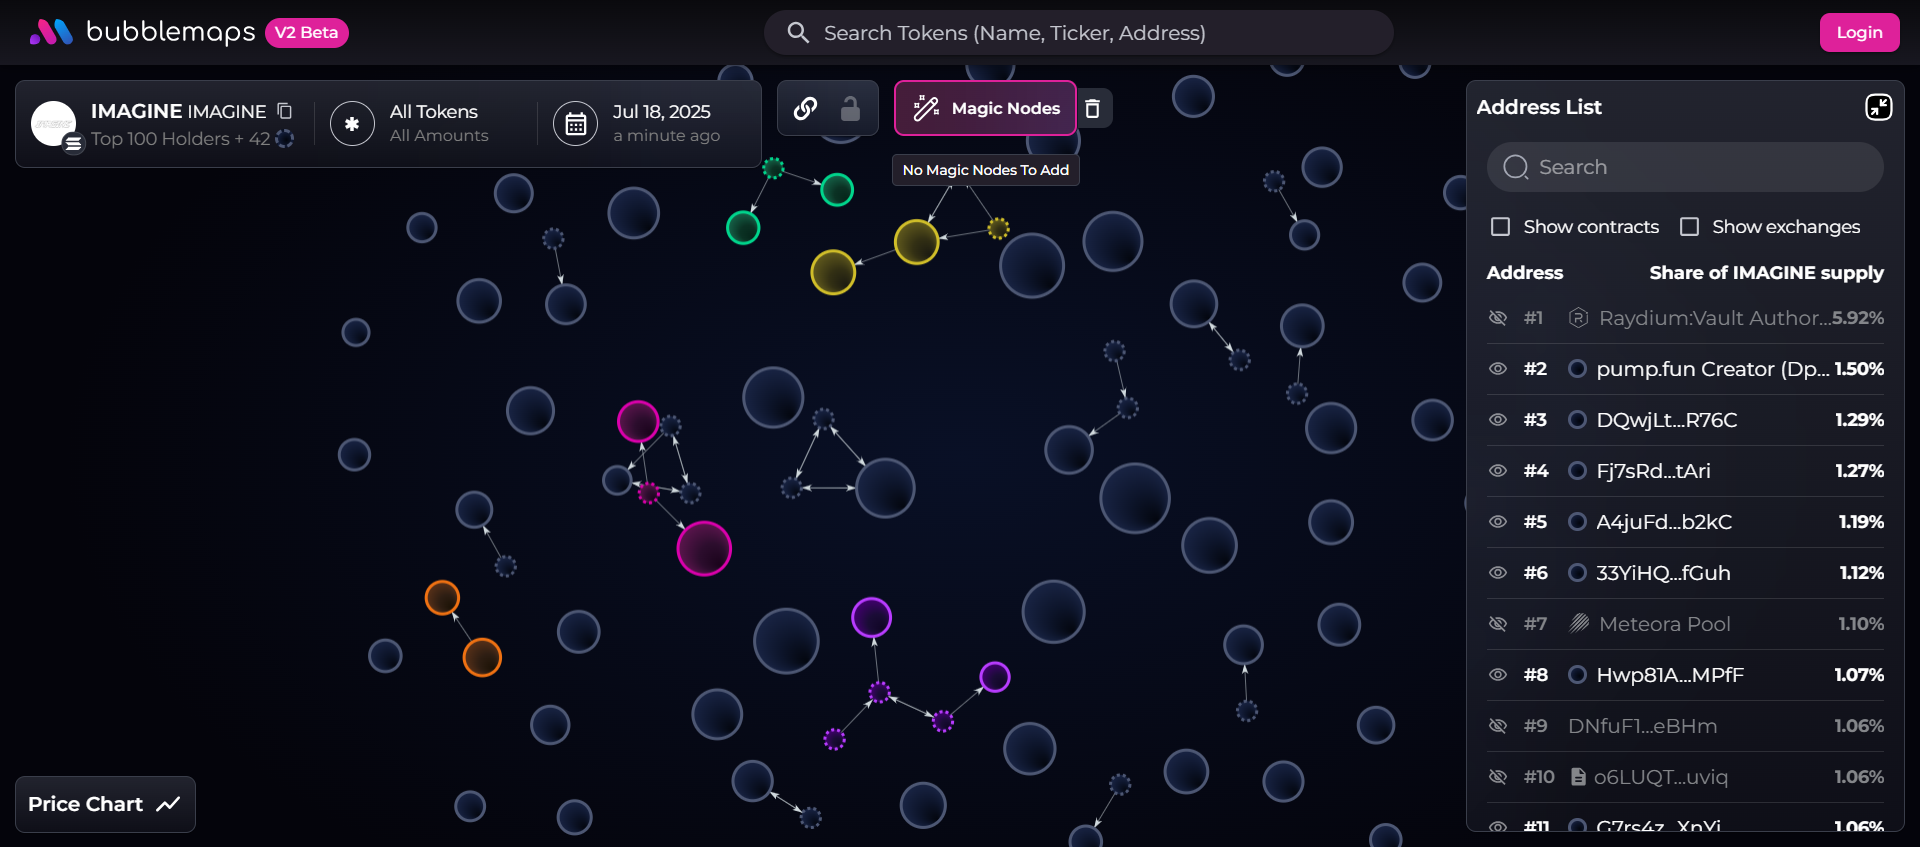 bubblemaps V2 Beta
Search Tokens (Name, Ticker, Address)
Login
IMAGINE IMAGINE
Top 100 Holders + 42
All Tokens
All Amounts
Jul 18, 2025
a minute ago
Magic Nodes
No Magic Nodes To Add
Address List
Search
Show contracts Show exchanges
Address Share of IMAGINE supply
#1 Raydium:Vault Author... 5.92%
#2 pump.fun Creator (Dp... 1.50%
#3 DQwjLt...R76C 1.29%
#4 Fj7sRd...tAri 1.27%
#5 A4juFd...b2kC 1.19%
#6 33YiHQ...fGuh 1.12%
#7 Meteora Pool 1.10%
#8 Hwp81A...MPfF 1.07%
#9 DNfuF1...eBHm 1.06%
#10 o6LUQT...uviq 1.06%
#11 G7rs4z...XnYi 1.06%
Price Chart